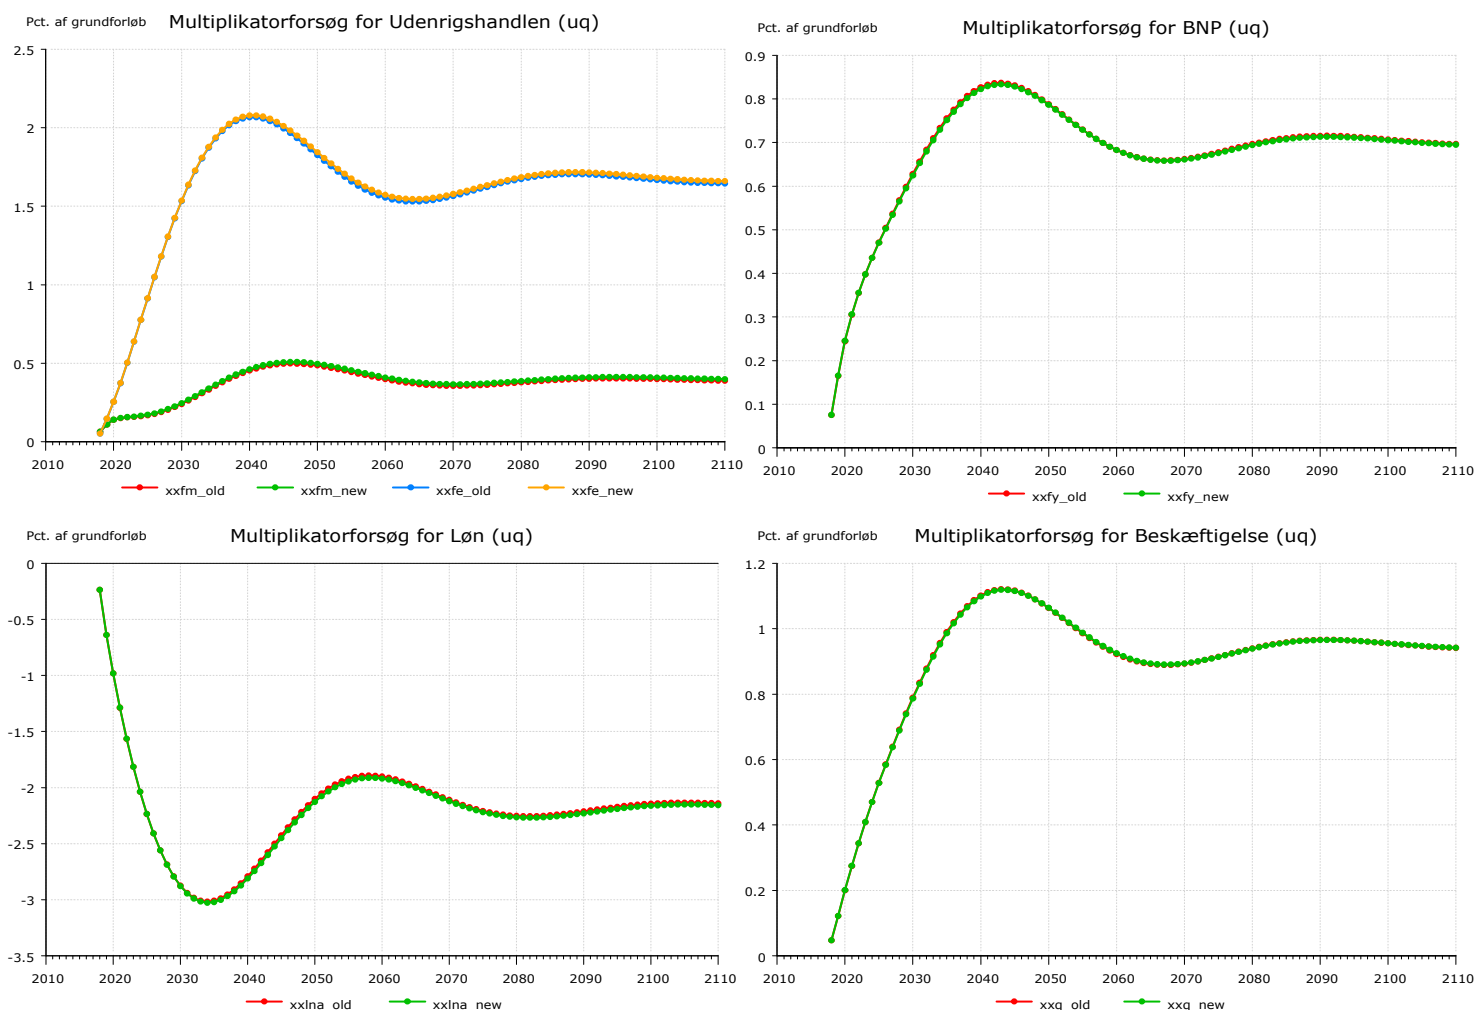 Pct. af grundforløb
Multiplikatorforsøg for Udenrigshandlen (uq)
2.5
2
1.5
1
0.5
0
2010 2020 2030 2040 2050 2060 2070 2080 2090 2100 2110
xxfm_old xxfm_new xxfe_old xxfe_new
Pct. af grundforløb
Multiplikatorforsøg for BNP (uq)
0.9
0.8
0.7
0.6
0.5
0.4
0.3
0.2
0.1
0
2010 2020 2030 2040 2050 2060 2070 2080 2090 2100 2110
xxfy_old xxfy_new
Pct. af grundforløb
Multiplikatorforsøg for Løn (uq)
0
-0.5
-1
-1.5
-2
-2.5
-3
-3.5
2010 2020 2030 2040 2050 2060 2070 2080 2090 2100 2110
xxlna_old xxlna_new
Pct. af grundforløb
Multiplikatorforsøg for Beskæftigelse (uq)
1.2
1
0.8
0.6
0.4
0.2
0
2010 2020 2030 2040 2050 2060 2070 2080 2090 2100 2110